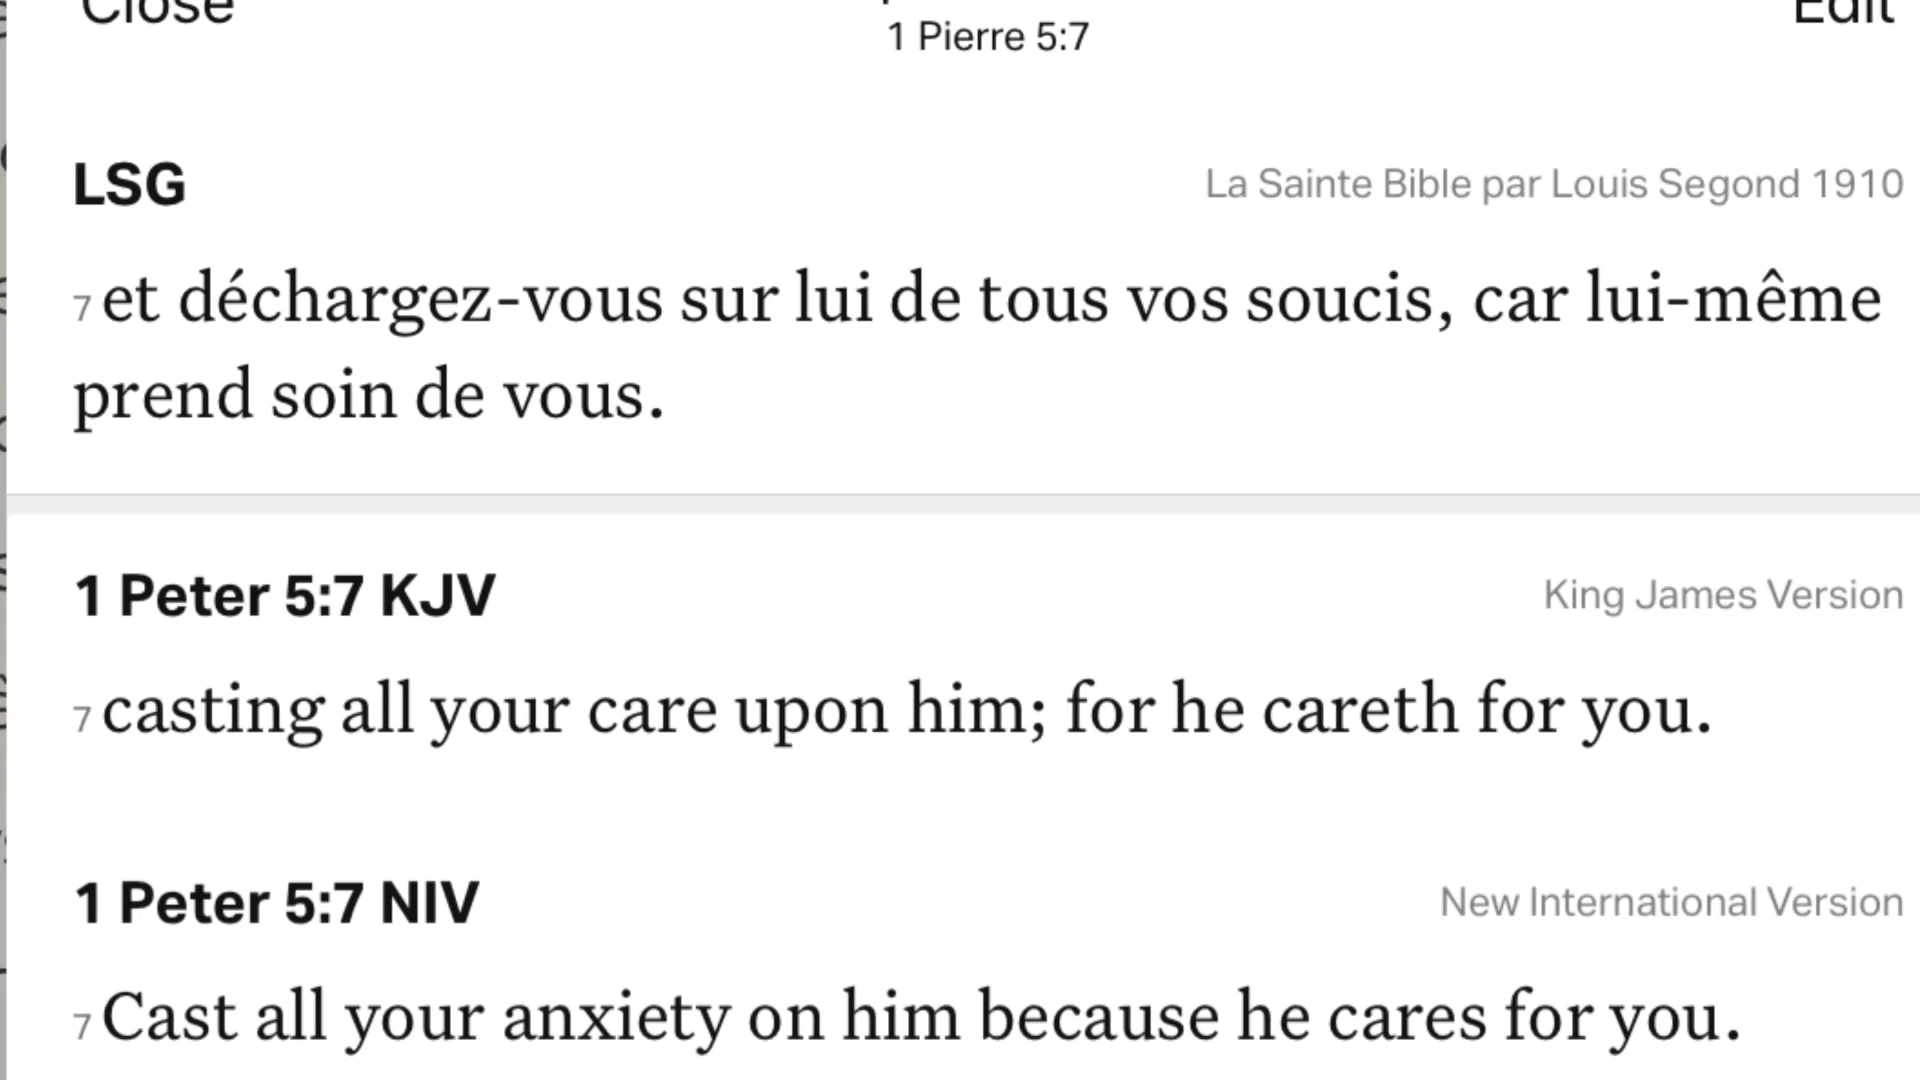 Close
Edit
1 Pierre 5:7
LSG
La Sainte Bible par Louis Segond 1910
7 et déchargez-vous sur lui de tous vos soucis, car lui-même
prend soin de vous.
1 Peter 5:7 KJV
King James Version
7 casting all your care upon him; for he careth for you.
1 Peter 5:7 NIV
New International Version
7 Cast all your anxiety on him because he cares for you.